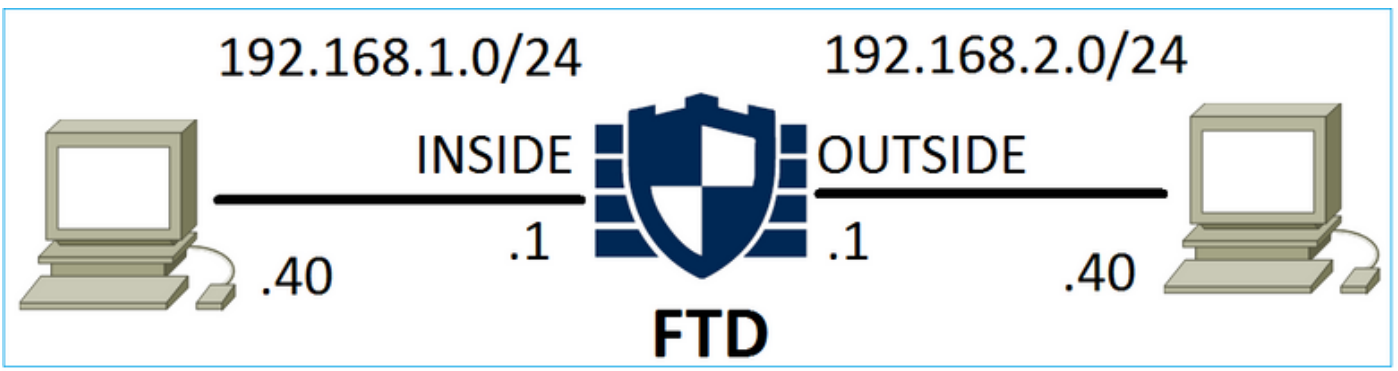 192.168.1.0/24
192.168.2.0/24
INSIDE
OUTSIDE
.40
.1
.1
.40
FTD